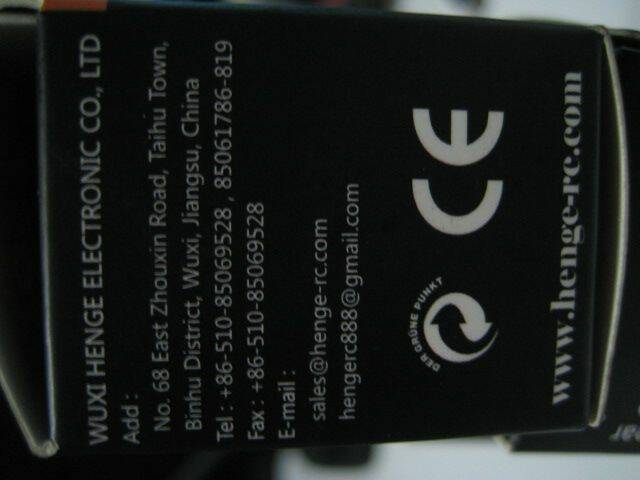 WUXI HENGE ELECTRONIC CO., LTD
Add :
No. 68 East Zhouxin Road, Taihu Town,
Binhu District, Wuxi, Jiangsu, China
Tel : +86-510-85069528 , 85061786-819
Fax : +86-510-85069528
E-mail :
sales@henge-rc.com
hengerc888@gmail.com
DER GRÜNE PUNKT
CE
www.henge-rc.com